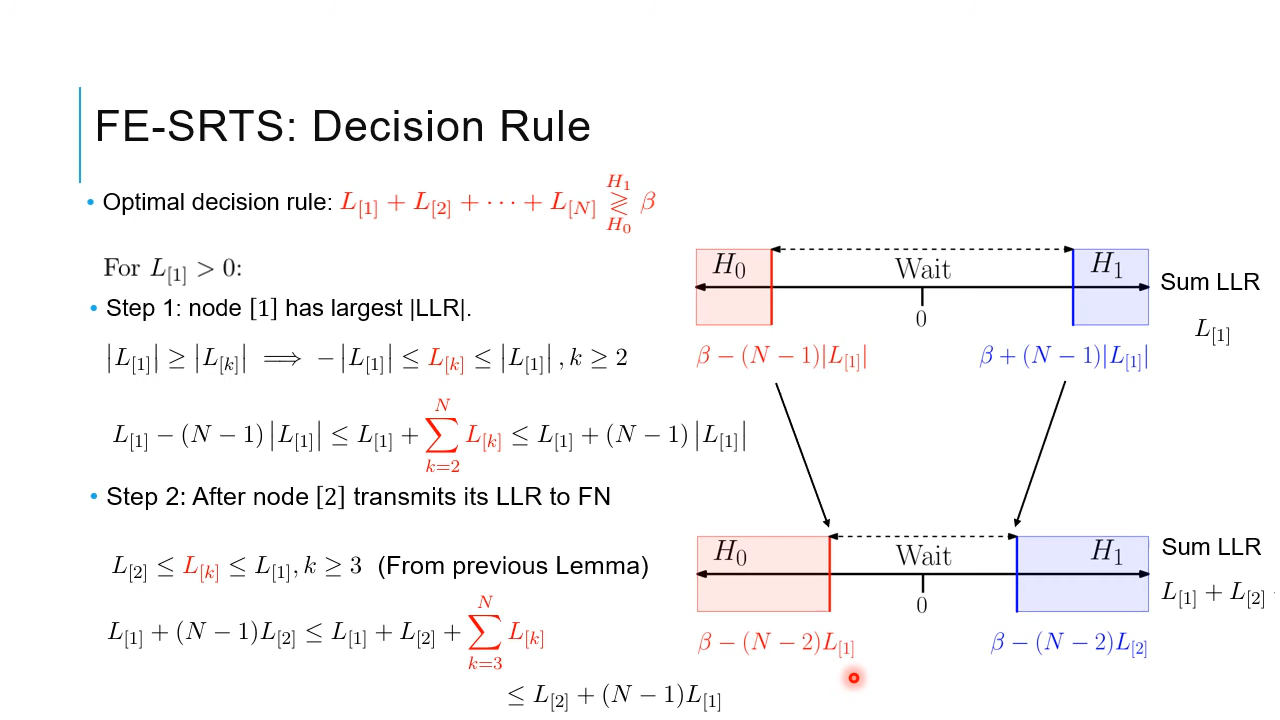 FE-SRTS: Decision Rule
• Optimal decision rule: L_[1] + L_[2] + ⋯ + L_[N] ≷^{H_1}_{H_0} β
For L_[1] > 0:
• Step 1: node [1] has largest |LLR|.
|L_[1]| ≥ |L_[k]| ⟹ −|L_[1]| ≤ L_[k] ≤ |L_[1]|, k ≥ 2
L_[1] − (N − 1)|L_[1]| ≤ L_[1] + ∑_{k=2}^{N} L_[k] ≤ L_[1] + (N − 1)|L_[1]|
• Step 2: After node [2] transmits its LLR to FN
L_[2] ≤ L_[k] ≤ L_[1], k ≥ 3 (From previous Lemma)
L_[1] + (N − 1)L_[2] ≤ L_[1] + L_[2] + ∑_{k=3}^{N} L_[k]
≤ L_[2] + (N − 1)L_[1]
H_0 Wait H_1
Sum LLR
0
L_[1]
β − (N − 1)|L_[1]| β + (N − 1)|L_[1]|
H_0 Wait H_1
Sum LLR
0
L_[1] + L_[2]
β − (N − 2)L_[1] β − (N − 2)L_[2]